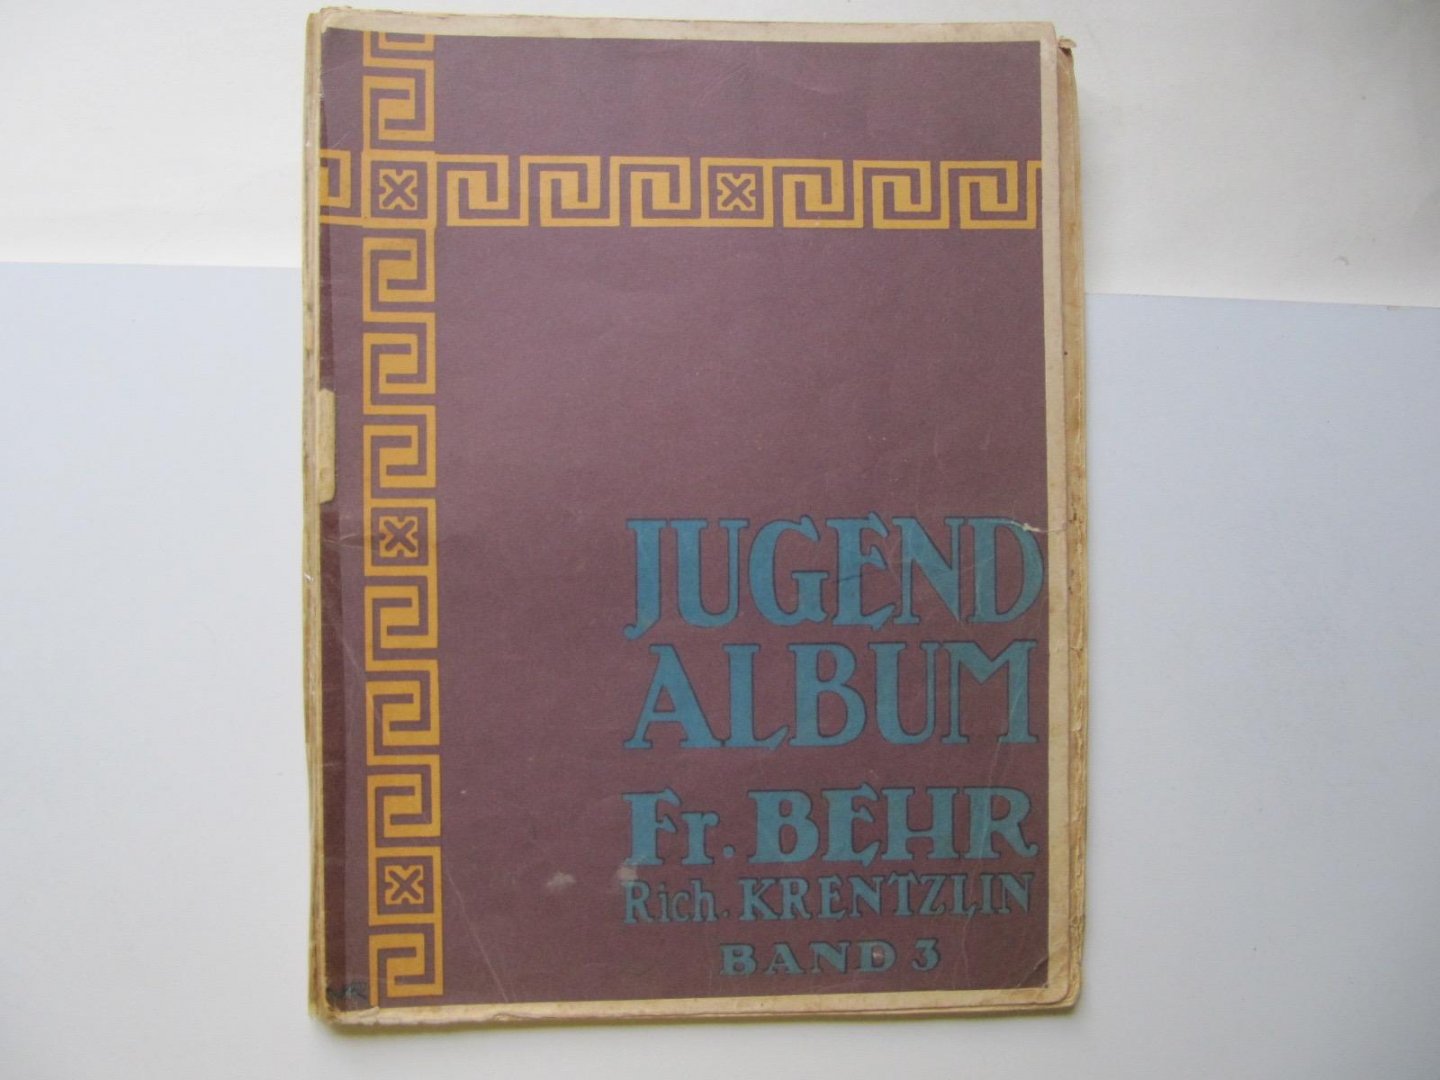 JUGEND
ALBUM
Fr. BEHR
Rich. KRENTZLIN
BAND 3